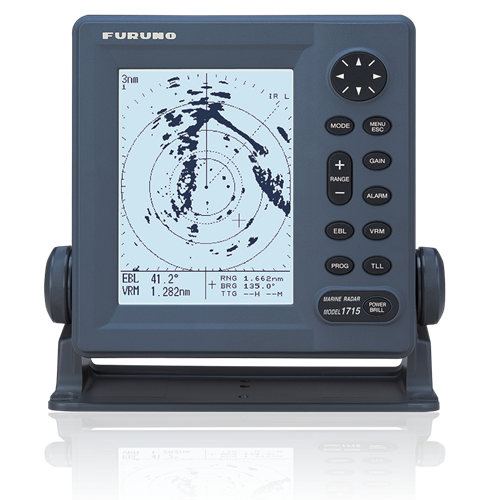 FURUNO
3nm
1
IR L
MODE
MENU
ESC
+
RANGE
−
GAIN
ALARM
EBL
VRM
PROG
TLL
EBL 41.2°
VRM 1.282nm
+ RNG 1.662nm
BRG 135.0°
TTG --H --M
MARINE RADAR
MODEL 1715
POWER
BRILL